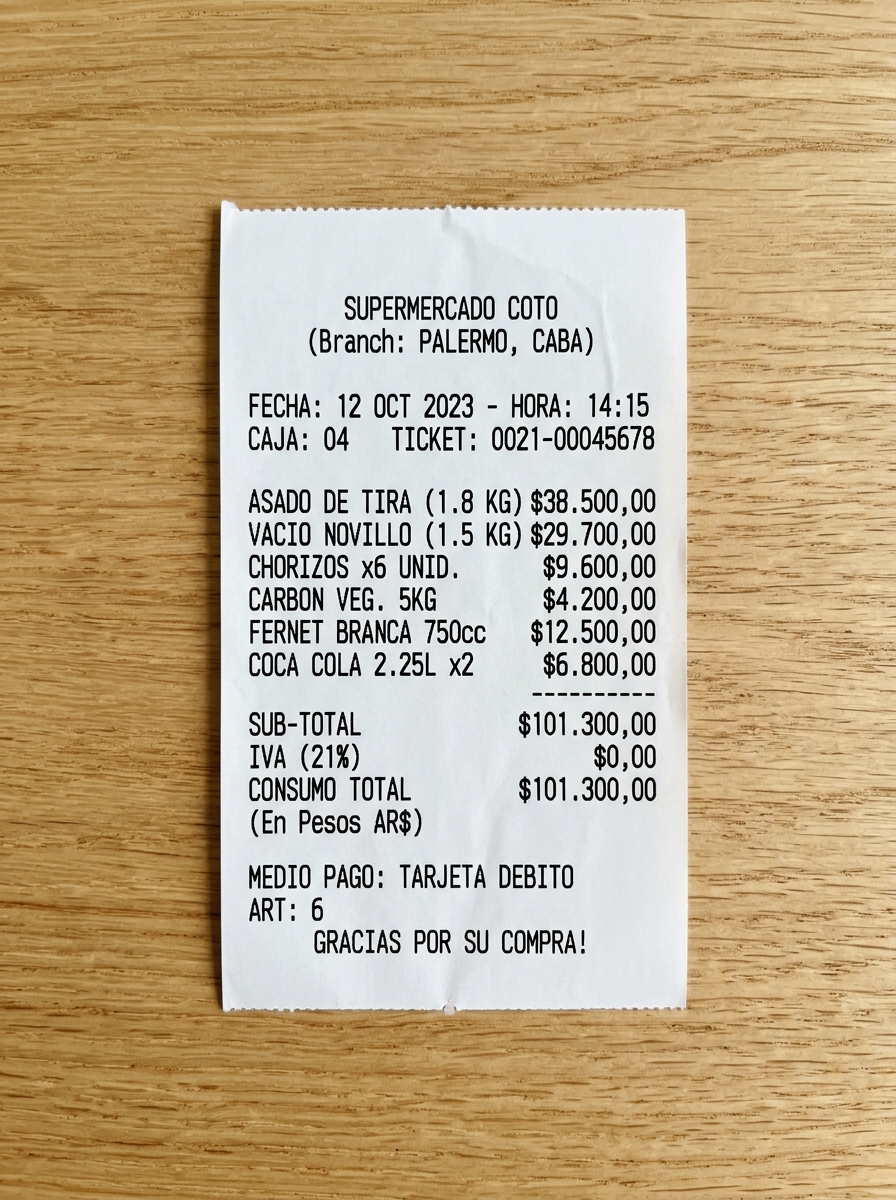 SUPERMERCADO COTO
(Branch: PALERMO, CABA)
FECHA: 12 OCT 2023 - HORA: 14:15
CAJA: 04 TICKET: 0021-00045678
ASADO DE TIRA (1.8 KG) $38.500,00
VACIO NOVILLO (1.5 KG) $29.700,00
CHORIZOS x6 UNID. $9.600,00
CARBON VEG. 5KG $4.200,00
FERNET BRANCA 750cc $12.500,00
COCA COLA 2.25L x2 $6.800,00
----------
SUB-TOTAL $101.300,00
IVA (21%) $0,00
CONSUMO TOTAL $101.300,00
(En Pesos AR$)
MEDIO PAGO: TARJETA DEBITO
ART: 6
GRACIAS POR SU COMPRA!